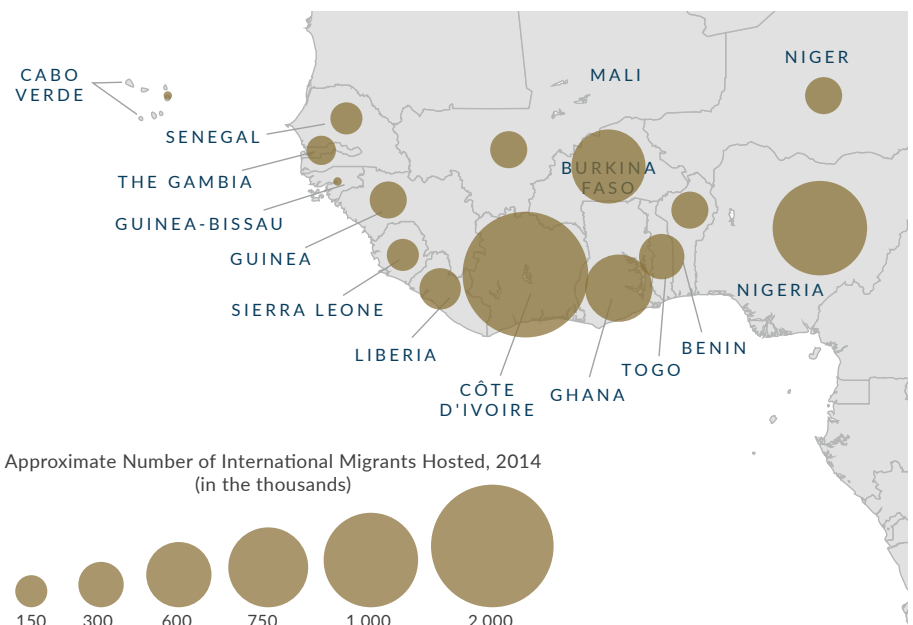 CABO
VERDE
MALI
NIGER
SENEGAL
BURKINA
FASO
THE GAMBIA
GUINEA-BISSAU
GUINEA
SIERRA LEONE
NIGERIA
LIBERIA
BENIN
TOGO
CÔTE
D'IVOIRE
GHANA
Approximate Number of International Migrants Hosted, 2014
(in the thousands)
150 300 600 750 1,000 2,000